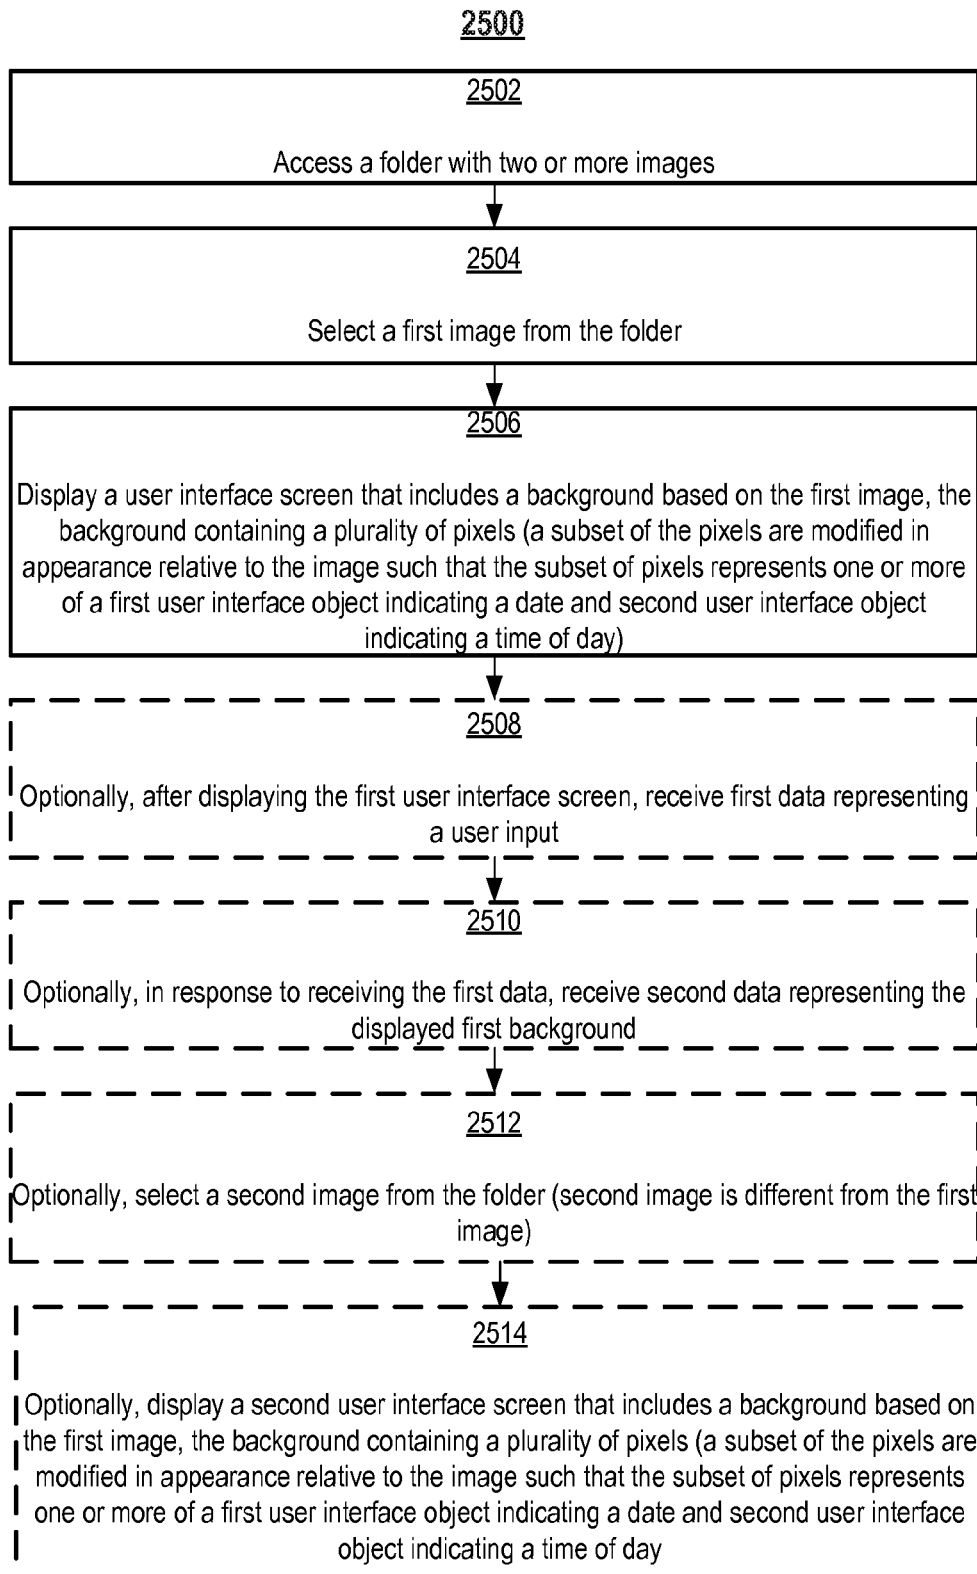 2500
2502
Access a folder with two or more images
2504
Select a first image from the folder
2506
Display a user interface screen that includes a background based on the first image, the
background containing a plurality of pixels (a subset of the pixels are modified in
appearance relative to the image such that the subset of pixels represents one or more
of a first user interface object indicating a date and second user interface object
indicating a time of day)
2508
Optionally, after displaying the first user interface screen, receive first data representing
a user input
2510
Optionally, in response to receiving the first data, receive second data representing the
displayed first background
2512
Optionally, select a second image from the folder (second image is different from the first
image)
2514
Optionally, display a second user interface screen that includes a background based on
the first image, the background containing a plurality of pixels (a subset of the pixels are
modified in appearance relative to the image such that the subset of pixels represents
one or more of a first user interface object indicating a date and second user interface
object indicating a time of day